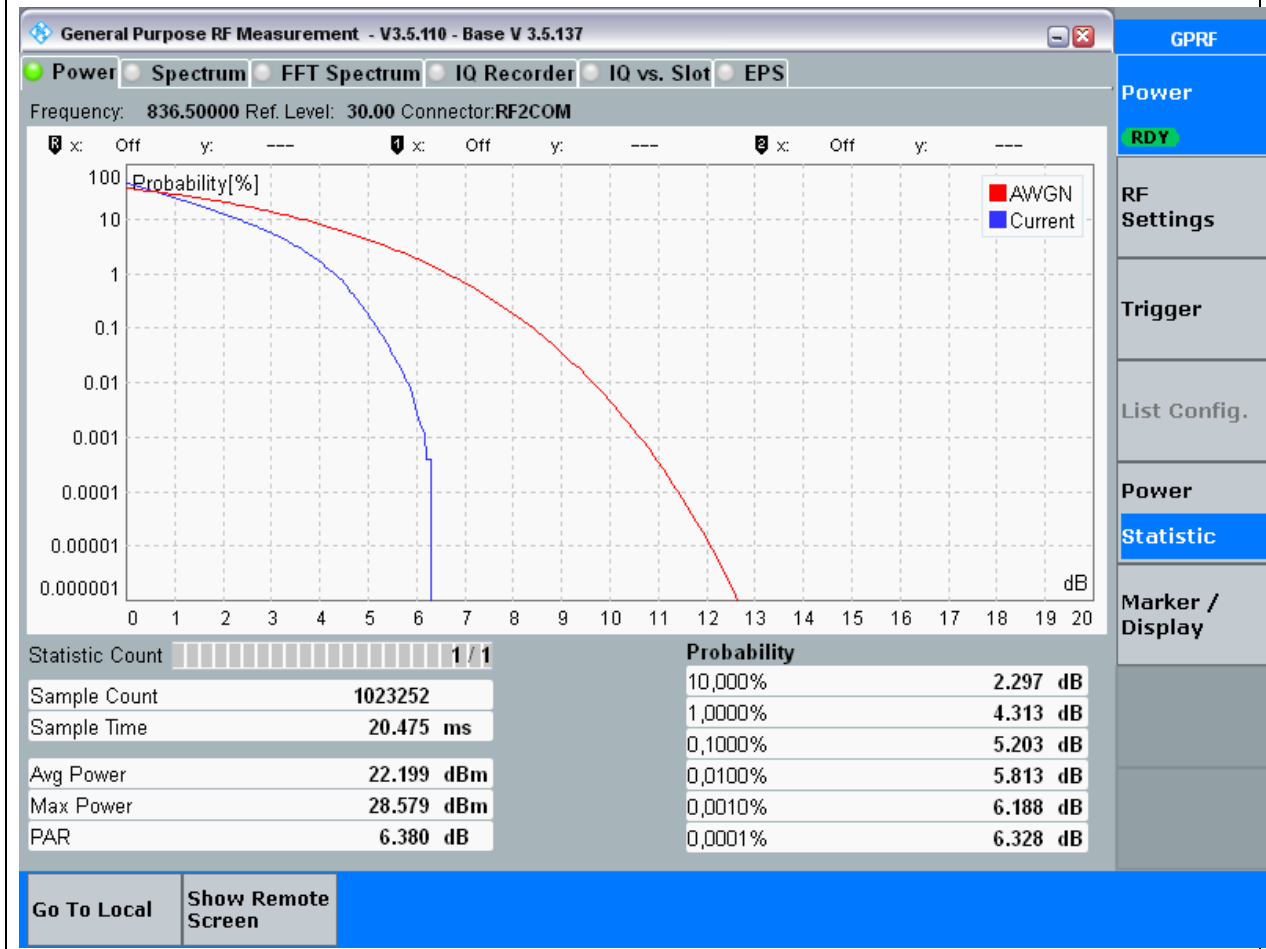 General Purpose RF Measurement - V3.5.110 - Base V 3.5.137
GPRF
Power Spectrum FFT Spectrum IQ Recorder IQ vs. Slot EPS
Frequency: 836.50000 Ref. Level: 30.00 Connector:RF2COM
R x: Off y: --- 1 x: Off y: --- 2 x: Off y: ---
Probability[%]
AWGN
Current
100
10
1
0.1
0.01
0.001
0.0001
0.00001
0.000001
dB
0 1 2 3 4 5 6 7 8 9 10 11 12 13 14 15 16 17 18 19 20
Statistic Count 1 / 1
Sample Count 1023252
Sample Time 20.475 ms
Avg Power 22.199 dBm
Max Power 28.579 dBm
PAR 6.380 dB
Probability
10,000% 2.297 dB
1,0000% 4.313 dB
0,1000% 5.203 dB
0,0100% 5.813 dB
0,0010% 6.188 dB
0,0001% 6.328 dB
Power
RDY
RF
Settings
Trigger
List Config.
Power
Statistic
Marker /
Display
Go To Local
Show Remote
Screen